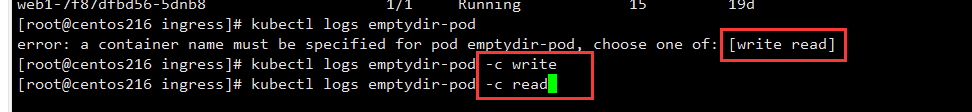 web1-7f87dfbd56-5dnb8 1/1 Running 15 19d
[root@centos216 ingress]# kubectl logs emptydir-pod
error: a container name must be specified for pod emptydir-pod, choose one of: [write read]
[root@centos216 ingress]# kubectl logs emptydir-pod -c write
[root@centos216 ingress]# kubectl logs emptydir-pod -c read